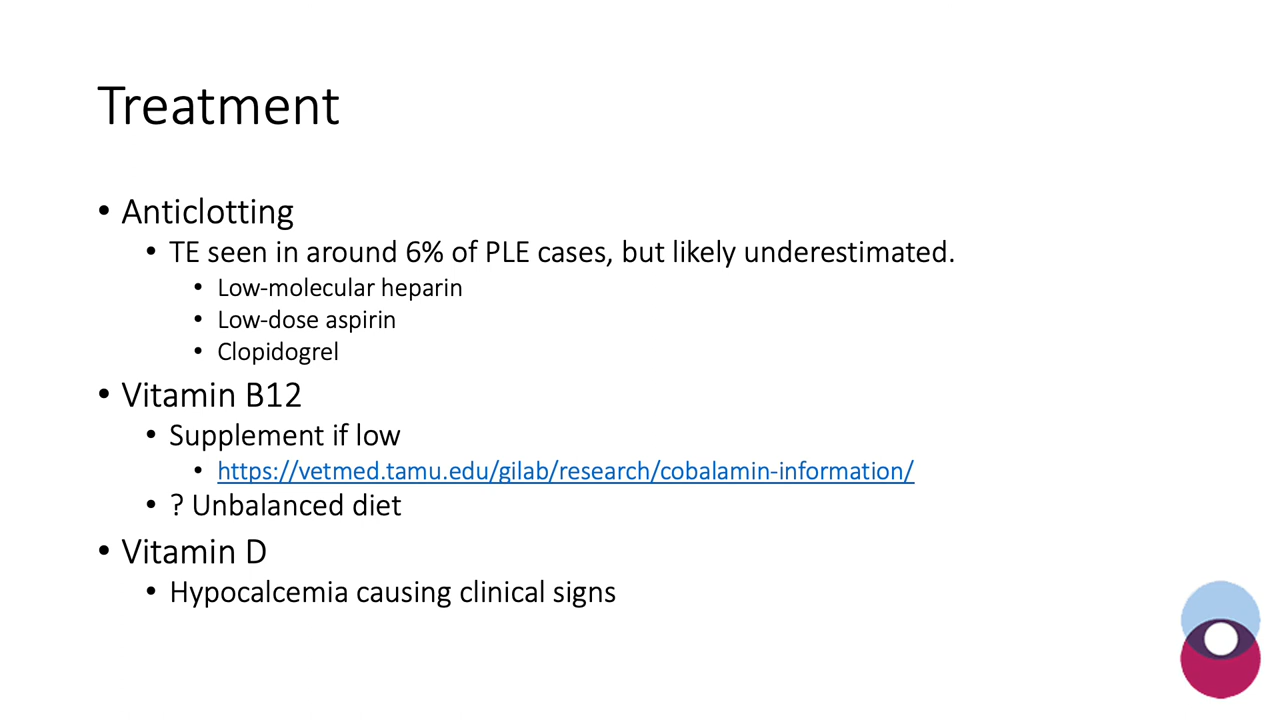 Treatment
• Anticlotting
• TE seen in around 6% of PLE cases, but likely underestimated.
• Low-molecular heparin
• Low-dose aspirin
• Clopidogrel
• Vitamin B12
• Supplement if low
• https://vetmed.tamu.edu/gilab/research/cobalamin-information/
• ? Unbalanced diet
• Vitamin D
• Hypocalcemia causing clinical signs